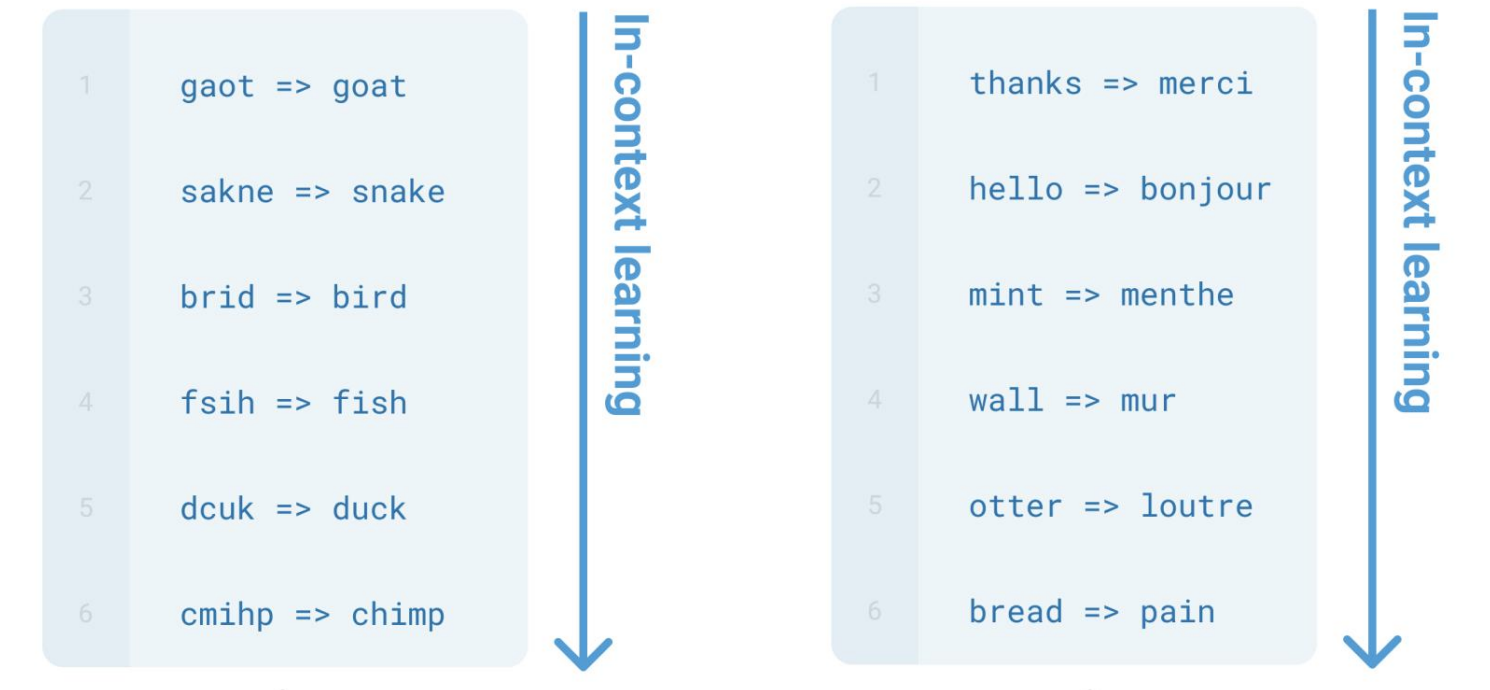 1 gaot => goat
2 sakne => snake
3 brid => bird
4 fsih => fish
5 dcuk => duck
6 cmihp => chimp
In-context learning
1 thanks => merci
2 hello => bonjour
3 mint => menthe
4 wall => mur
5 otter => loutre
6 bread => pain
In-context learning